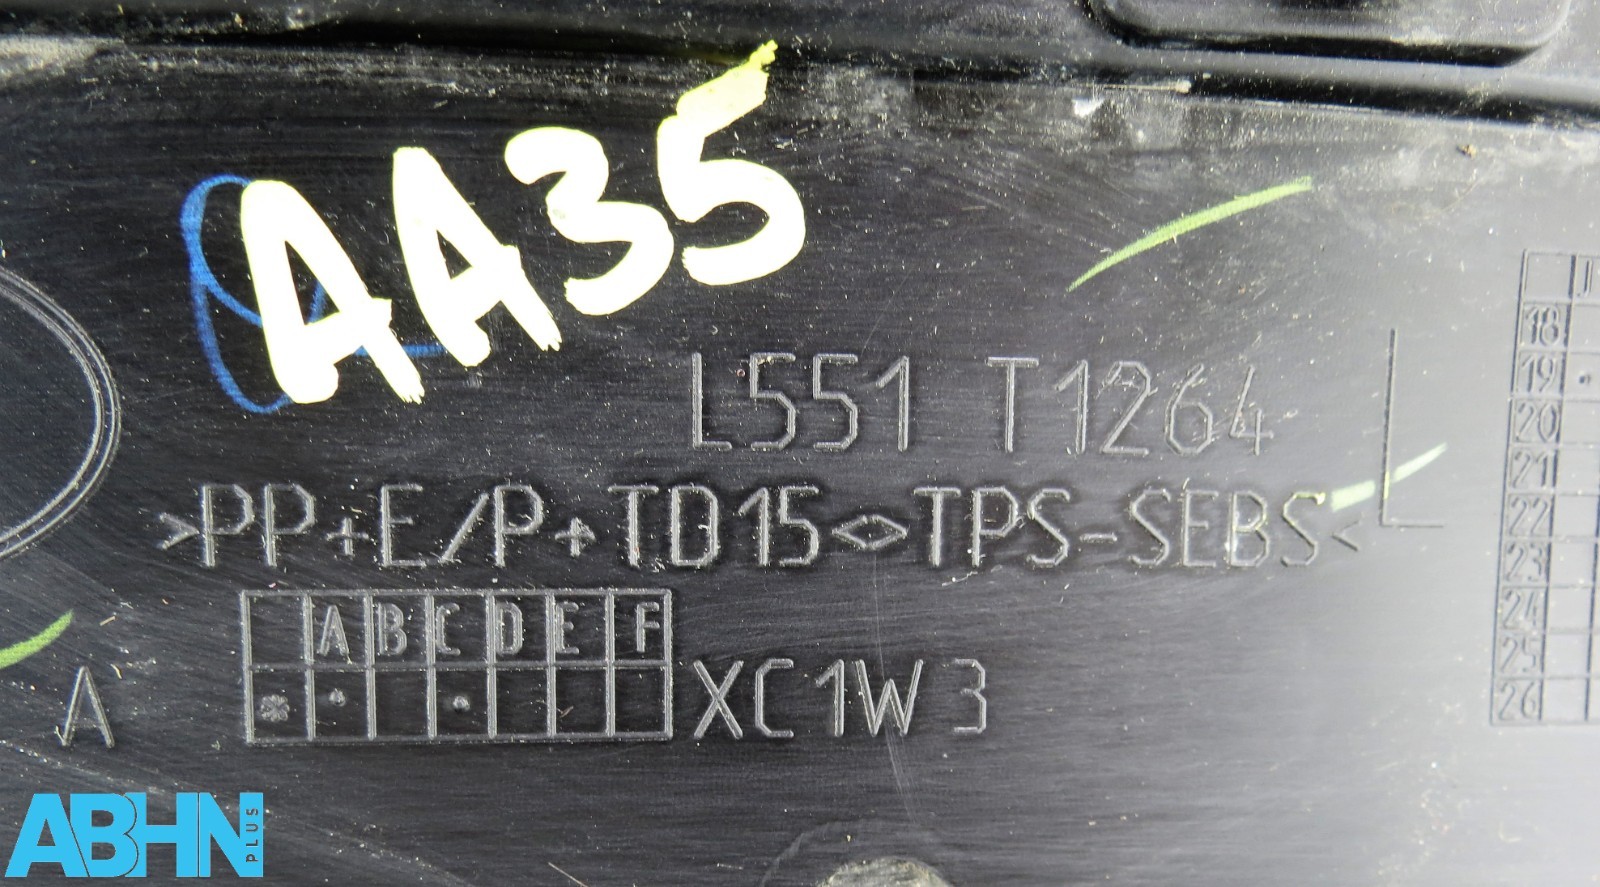 AA35
L551 T1264
L
>PP+E/P+TD15<>TPS-SEBS<
A B C D E F
XC1W3
A
18
19
20
21
22
23
24
25
26
ABHN PLUS